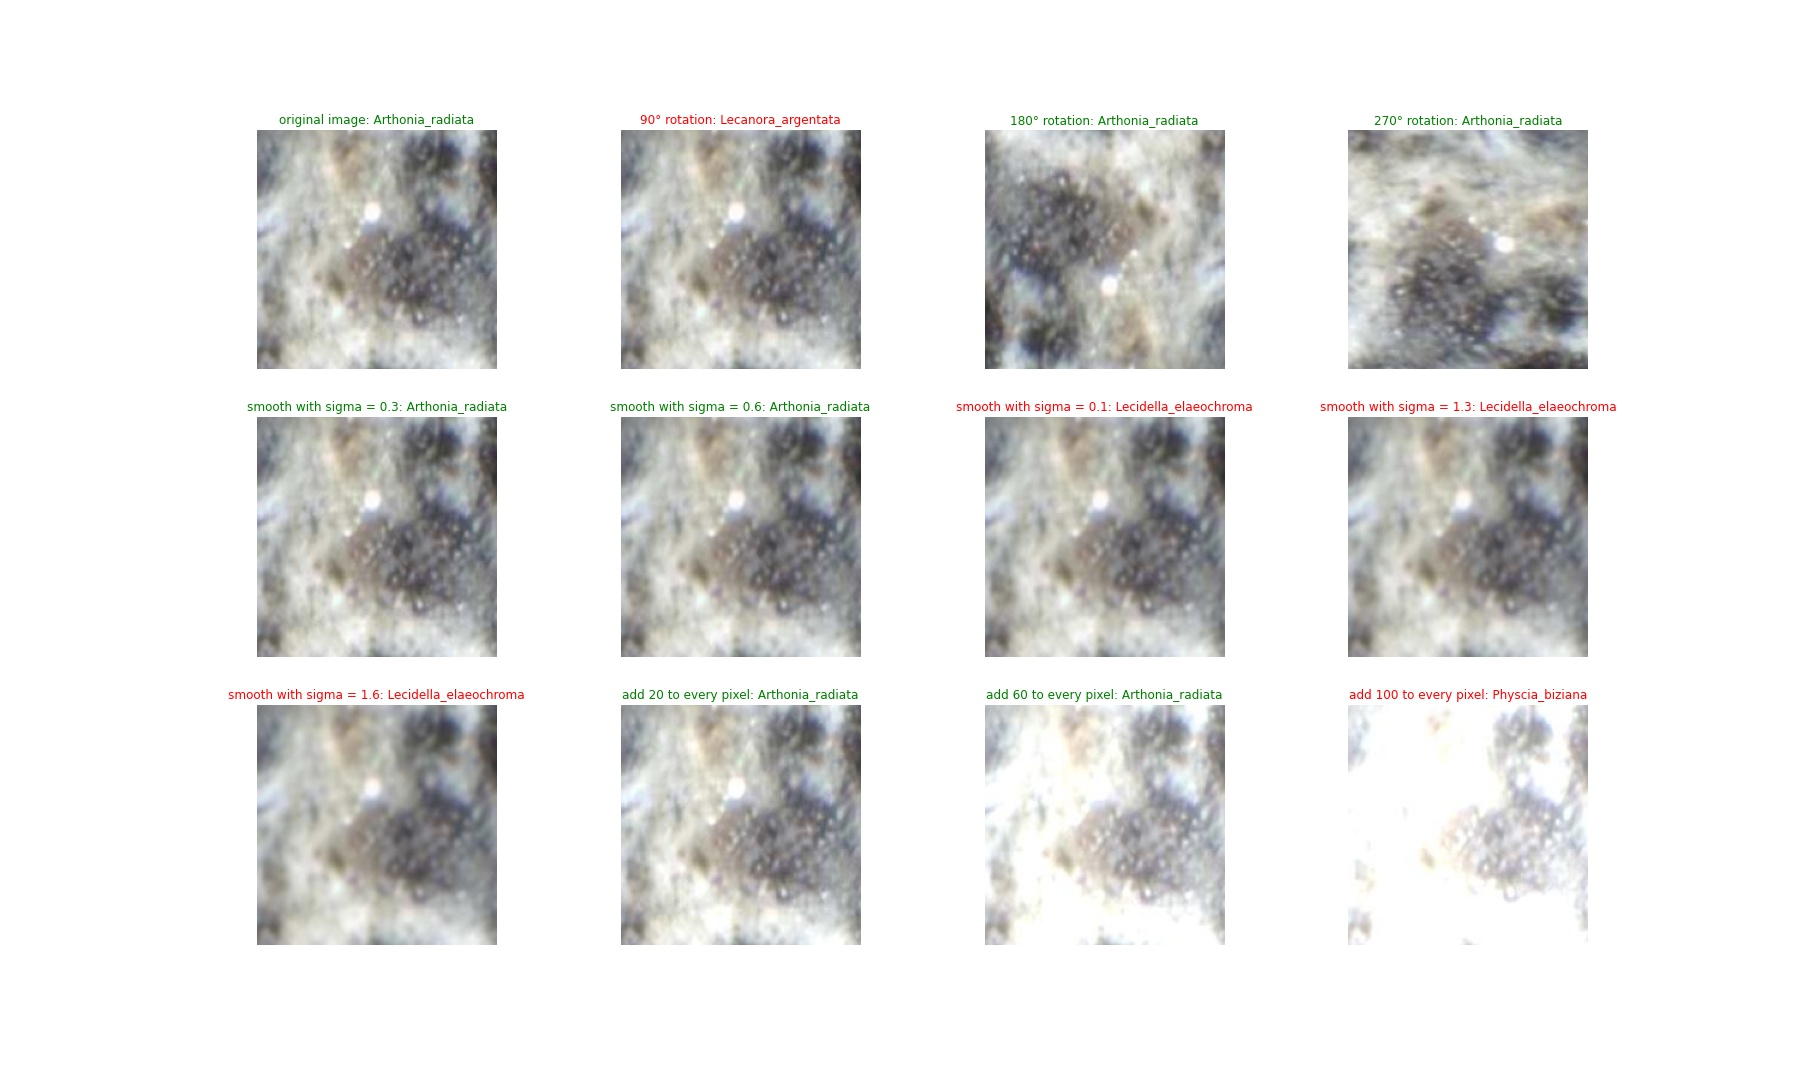 original image: Arthonia_radiata
90° rotation: Lecanora_argentata
180° rotation: Arthonia_radiata
270° rotation: Arthonia_radiata
smooth with sigma = 0.3: Arthonia_radiata
smooth with sigma = 0.6: Arthonia_radiata
smooth with sigma = 0.1: Lecidella_elaeochroma
smooth with sigma = 1.3: Lecidella_elaeochroma
smooth with sigma = 1.6: Lecidella_elaeochroma
add 20 to every pixel: Arthonia_radiata
add 60 to every pixel: Arthonia_radiata
add 100 to every pixel: Physcia_biziana